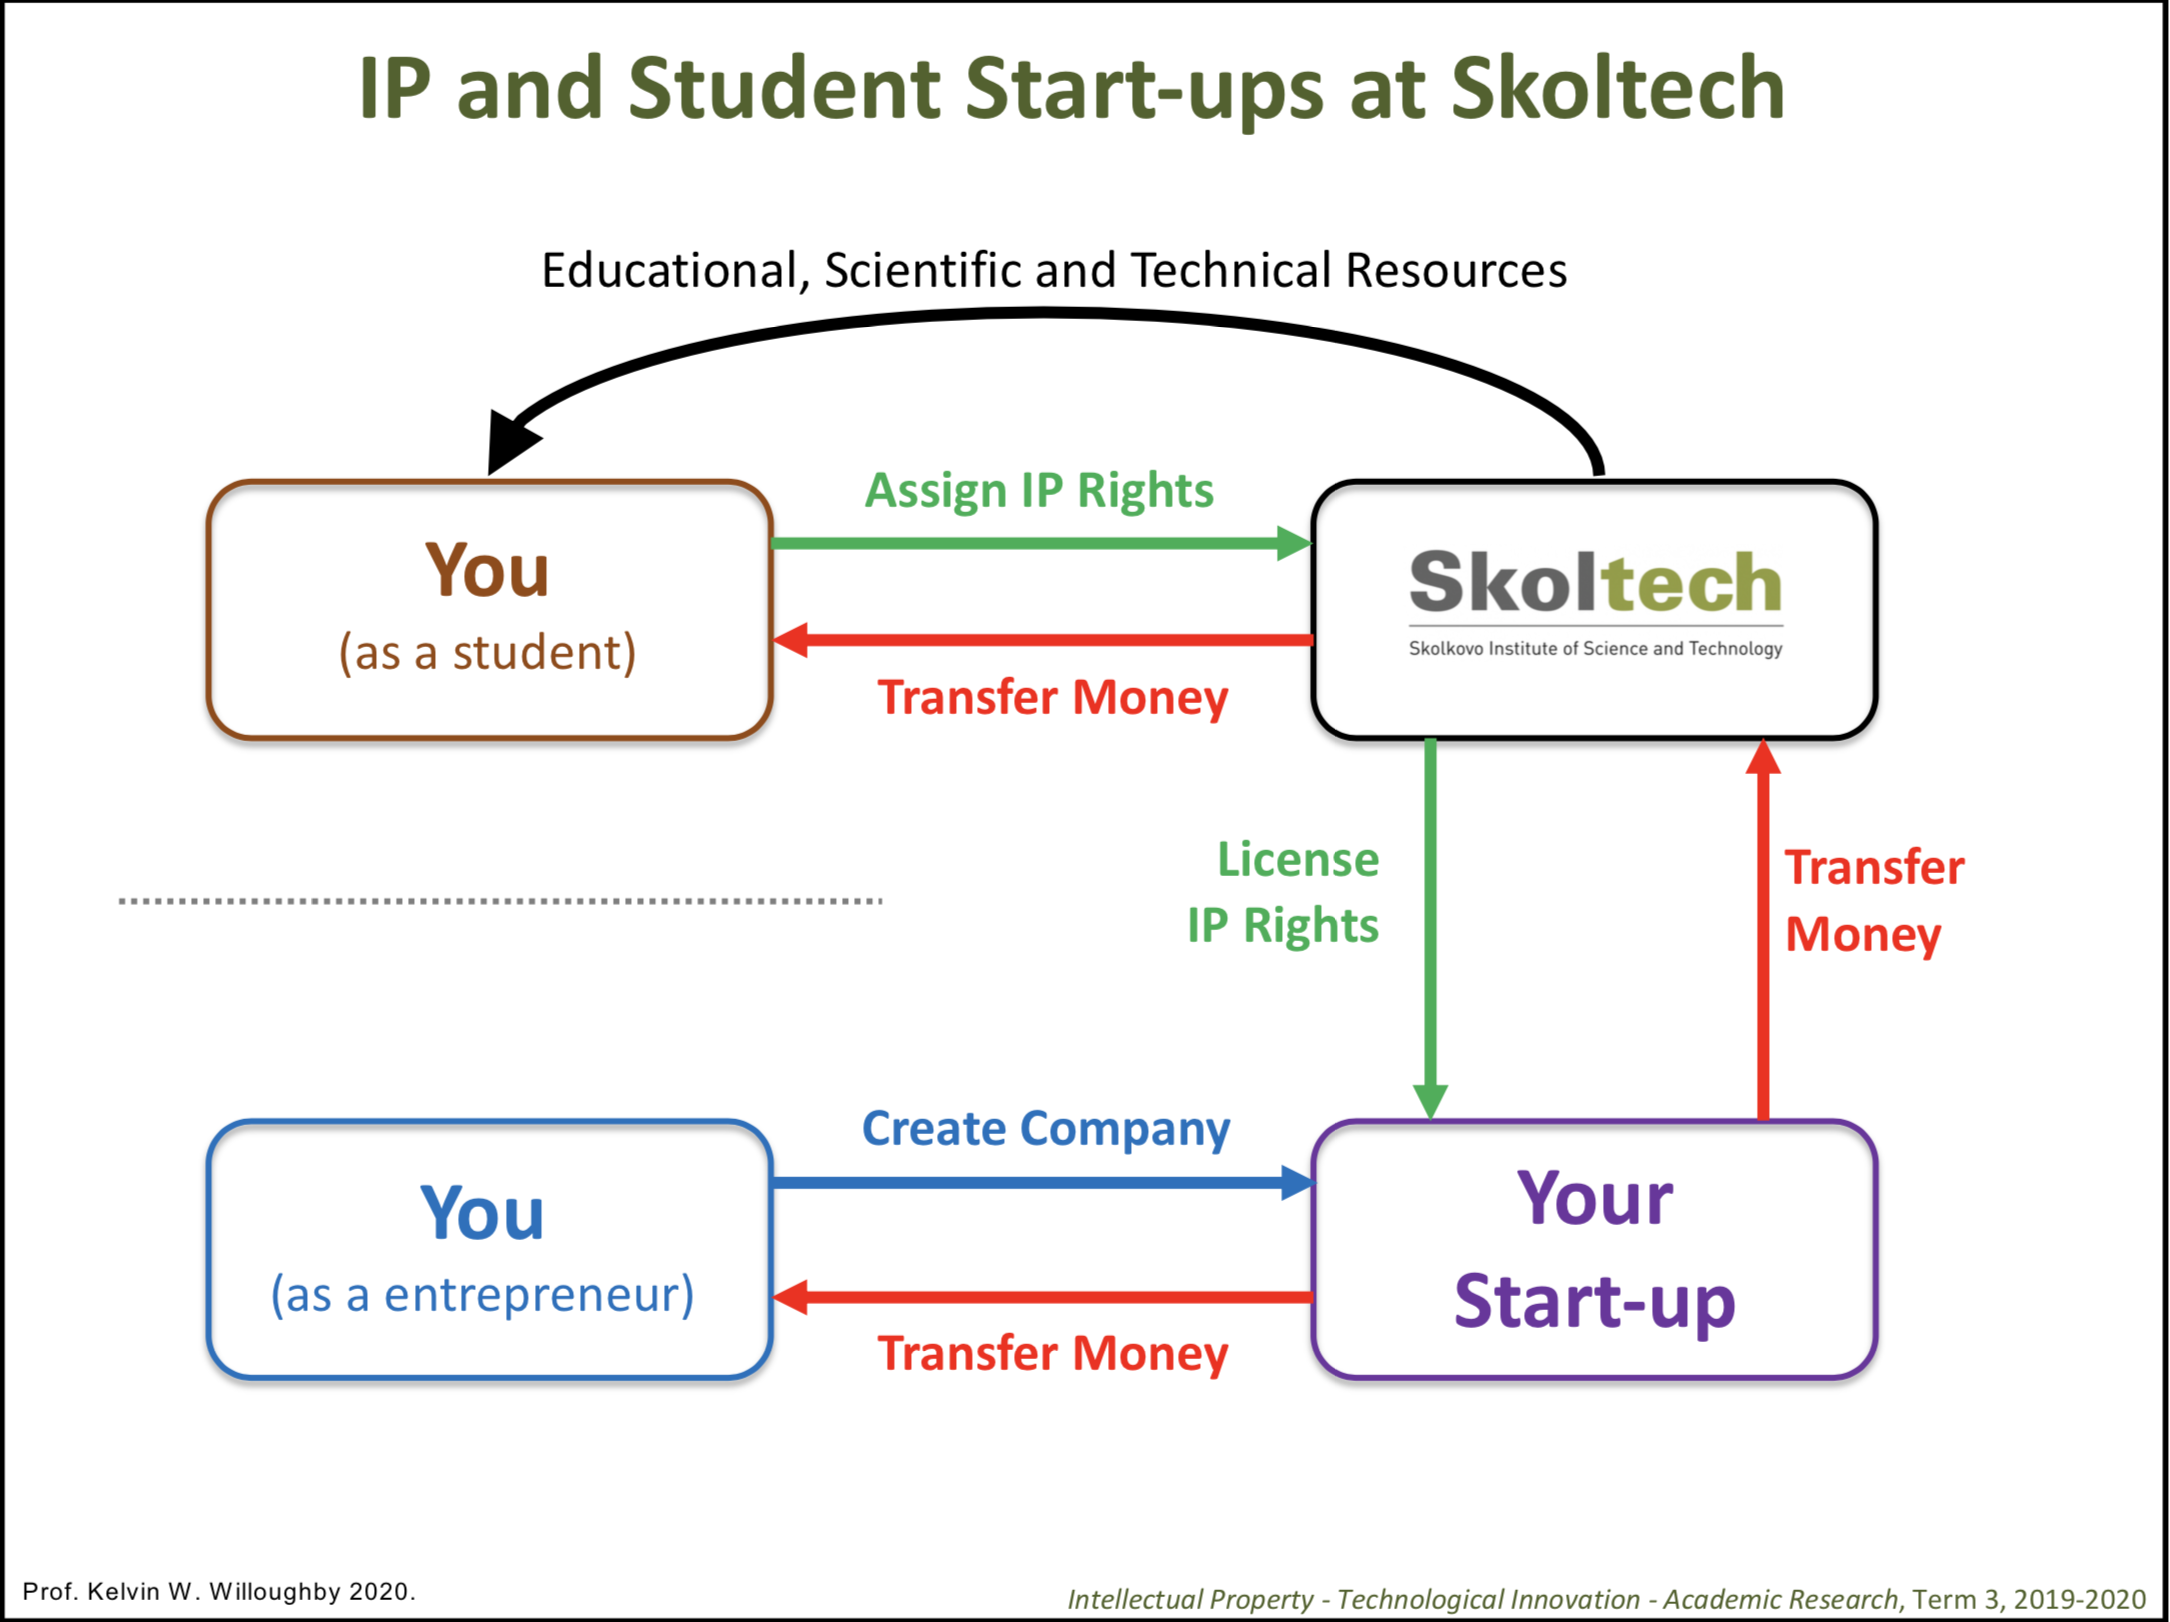 IP and Student Start-ups at Skoltech
Educational, Scientific and Technical Resources
Assign IP Rights
You
(as a student)
Skoltech
Skolkovo Institute of Science and Technology
Transfer Money
License
IP Rights
Transfer
Money
Create Company
You
(as a entrepreneur)
Your
Start-up
Transfer Money
Prof. Kelvin W. Willoughby 2020.
Intellectual Property - Technological Innovation - Academic Research, Term 3, 2019-2020